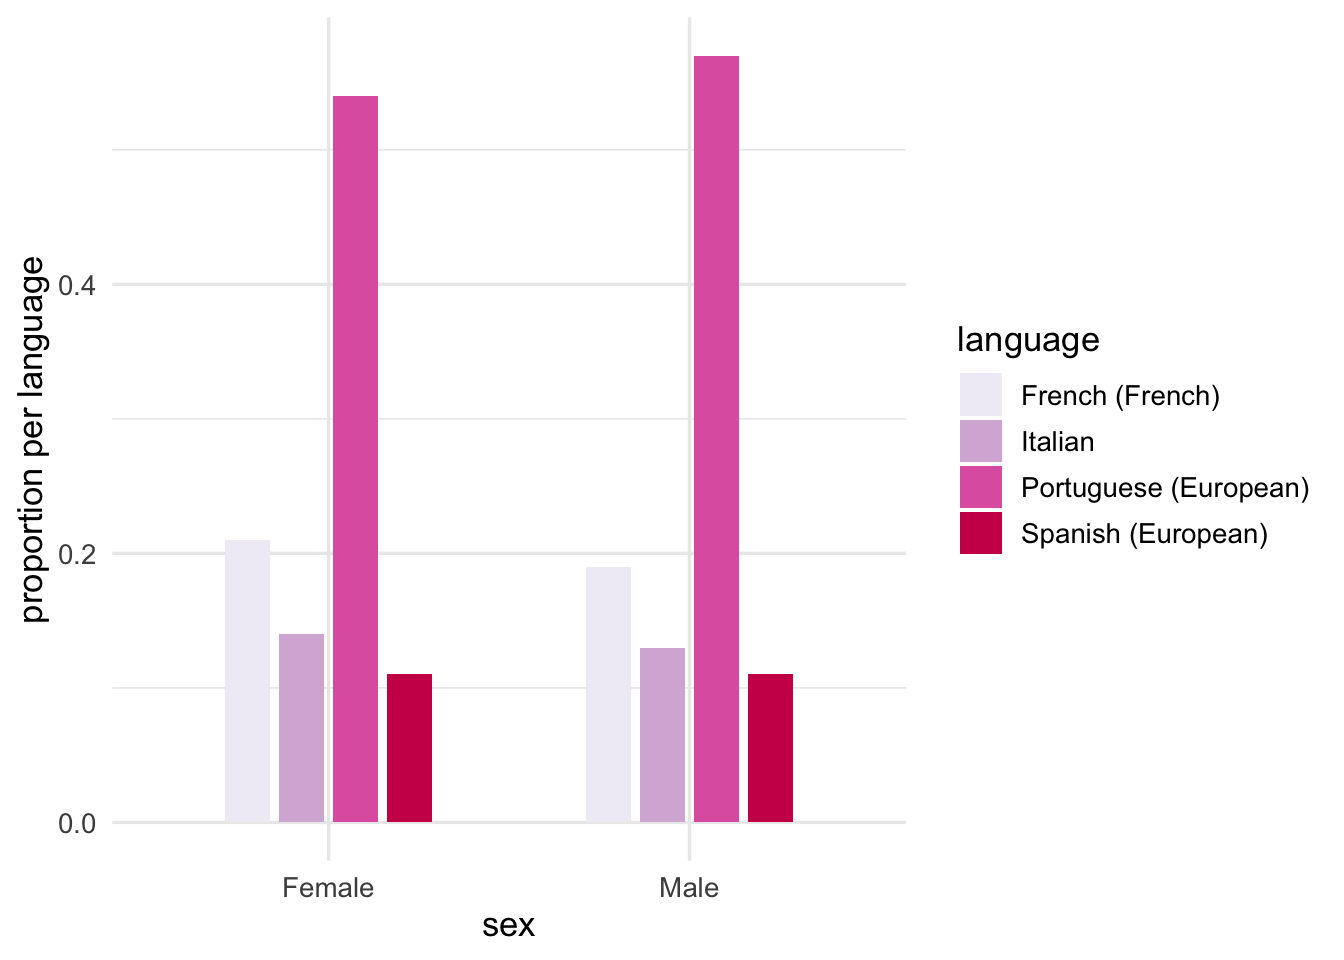 proportion per language
0.4
0.2
0.0
Female
Male
sex
language
French (French)
Italian
Portuguese (European)
Spanish (European)